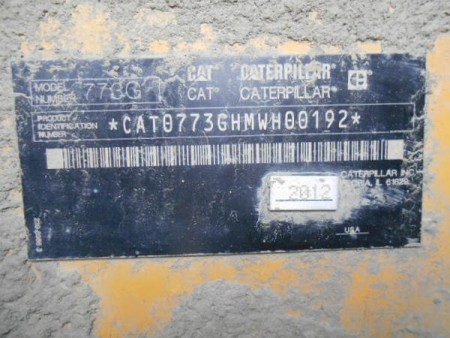 MODEL NUMBER 773G CAT CATERPILLAR
CAT CATERPILLAR
PRODUCT IDENTIFICATION NUMBER *CAT0773GHMWH00192*
CATERPILLAR INC.
2012
USA